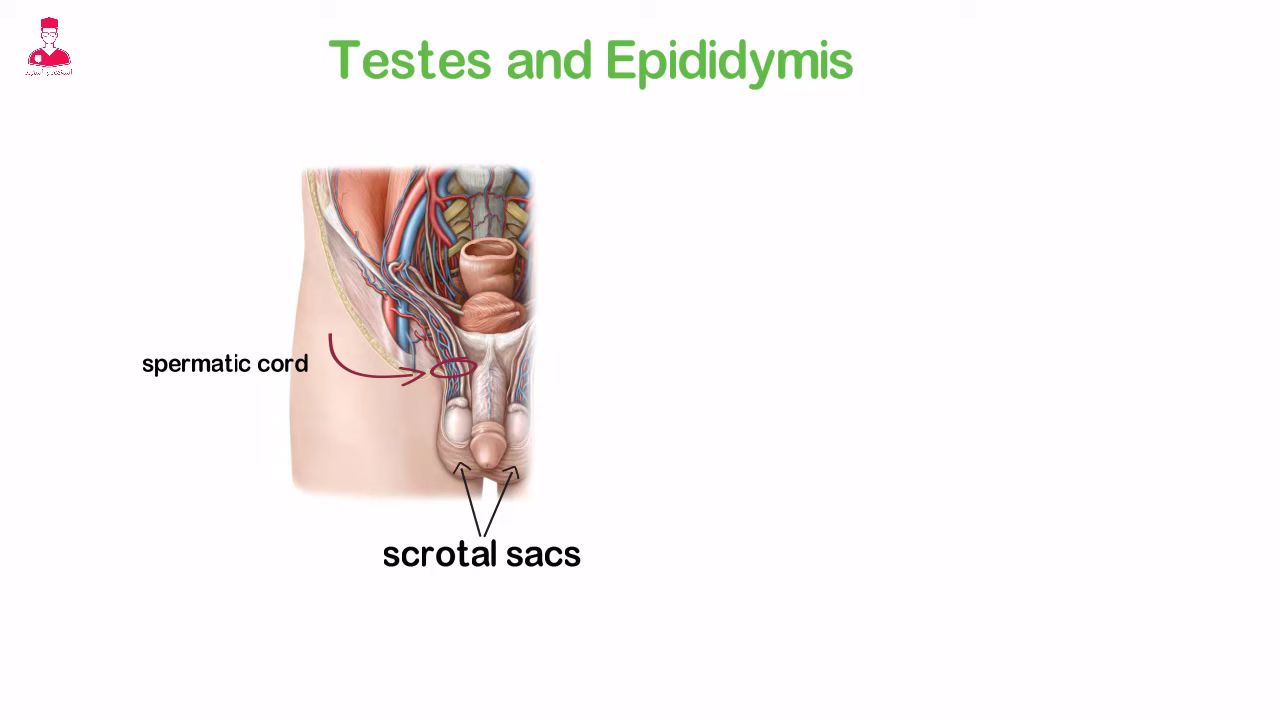 Testes and Epididymis
spermatic cord
scrotal sacs